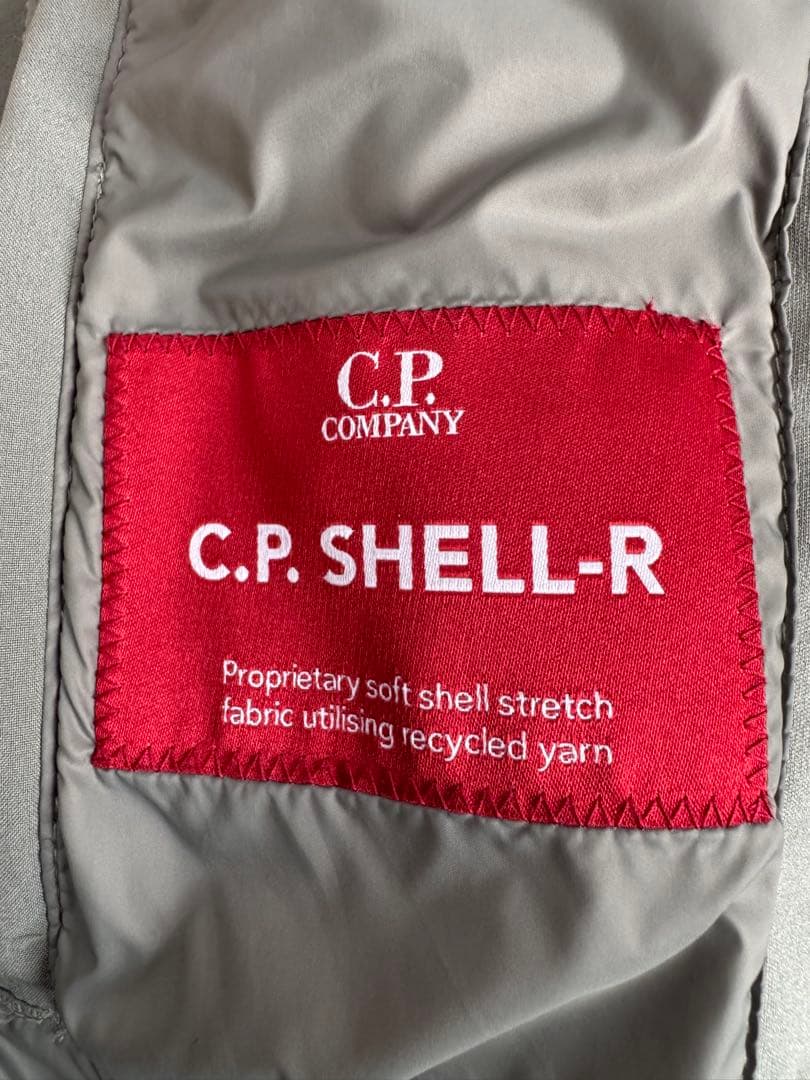 C.P.
COMPANY
C.P. SHELL-R
Proprietary soft shell stretch
fabric utilising recycled yarn